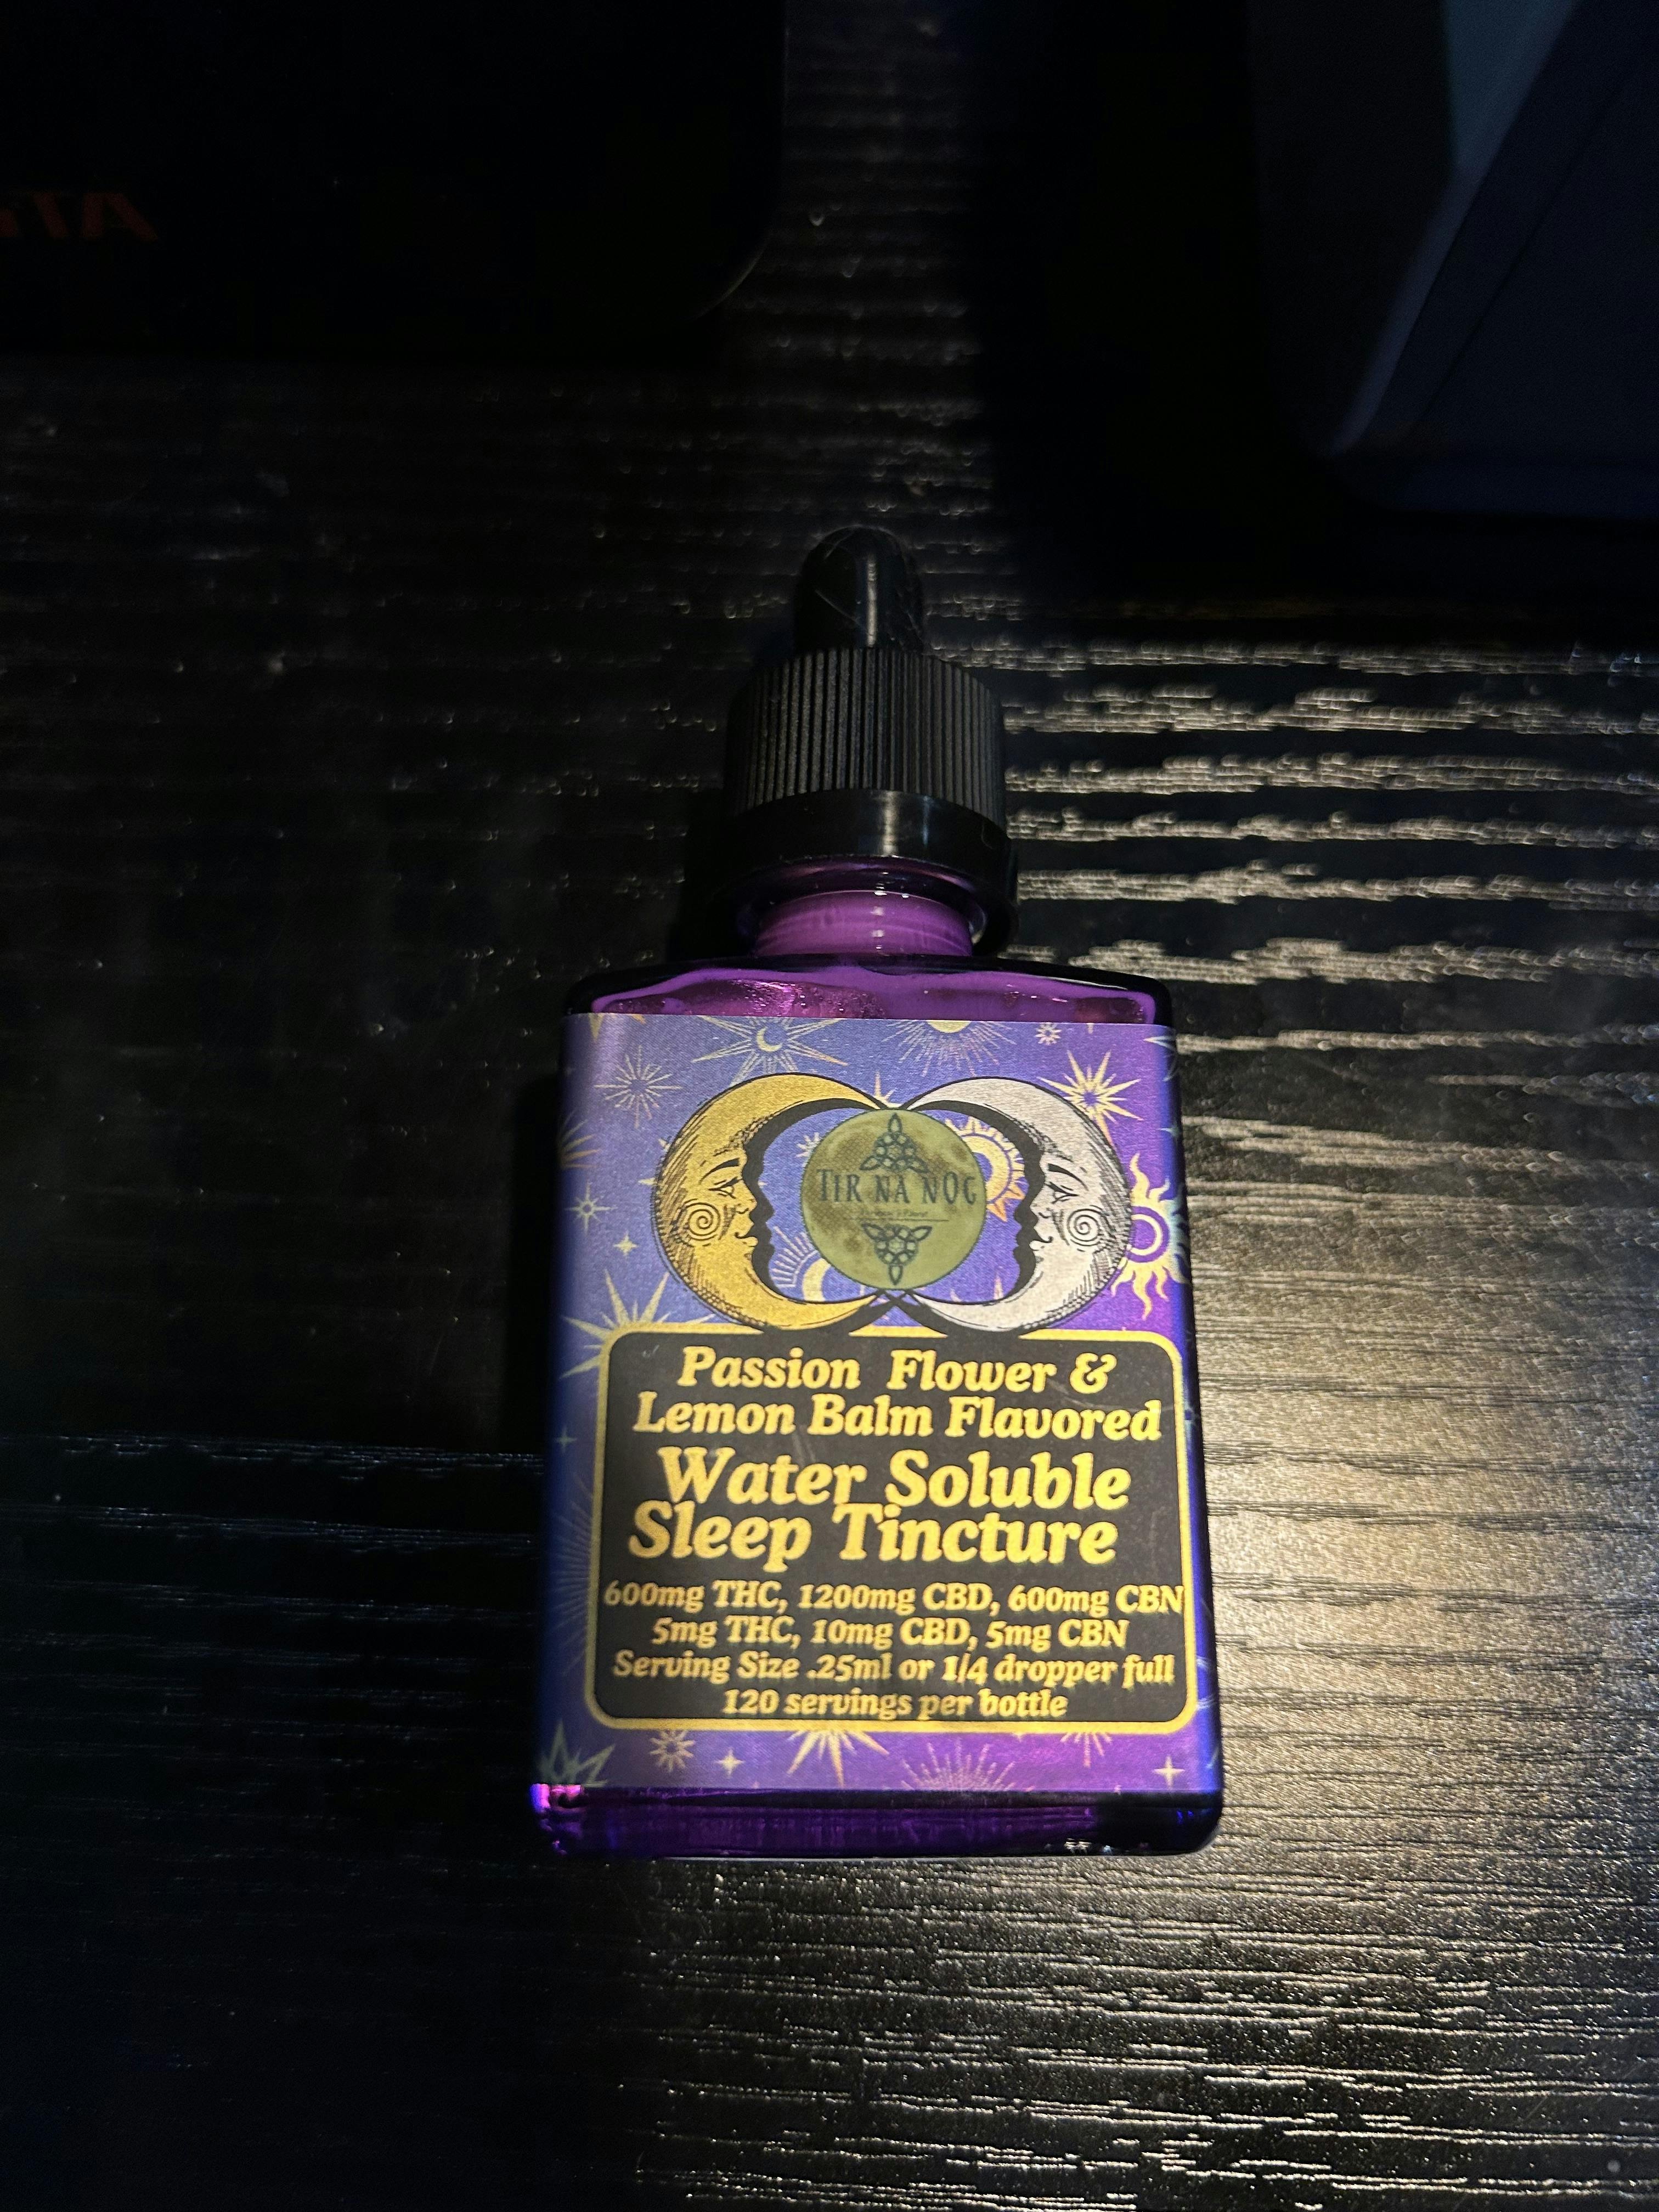 TIR NA NOG
Passion Flower &
Lemon Balm Flavored
Water Soluble
Sleep Tincture
600mg THC, 1200mg CBD, 600mg CBN
5mg THC, 10mg CBD, 5mg CBN
Serving Size .25ml or 1/4 dropper full
120 servings per bottle